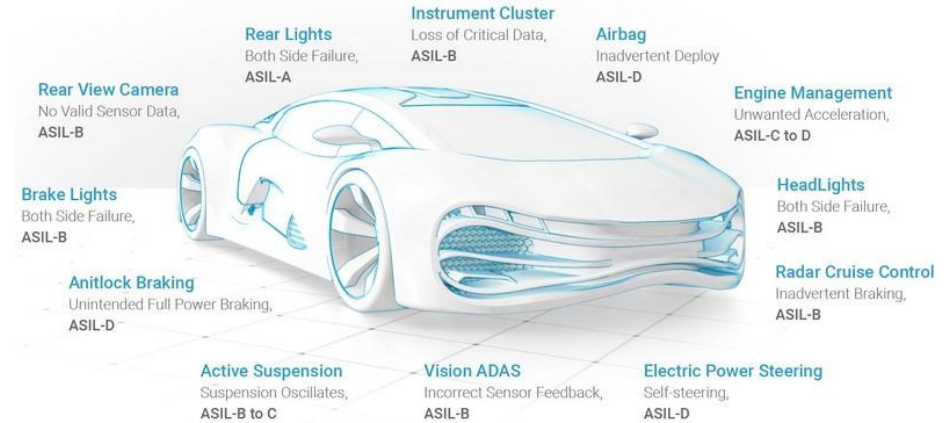 Instrument Cluster
Loss of Critical Data,
ASIL-B
Rear Lights
Both Side Failure,
ASIL-A
Airbag
Inadvertent Deploy
ASIL-D
Rear View Camera
No Valid Sensor Data,
ASIL-B
Engine Management
Unwanted Acceleration,
ASIL-C to D
Brake Lights
Both Side Failure,
ASIL-B
HeadLights
Both Side Failure,
ASIL-B
Anitlock Braking
Unintended Full Power Braking,
ASIL-D
Radar Cruise Control
Inadvertent Braking,
ASIL-B
Active Suspension
Suspension Oscillates,
ASIL-B to C
Vision ADAS
Incorrect Sensor Feedback,
ASIL-B
Electric Power Steering
Self-steering,
ASIL-D